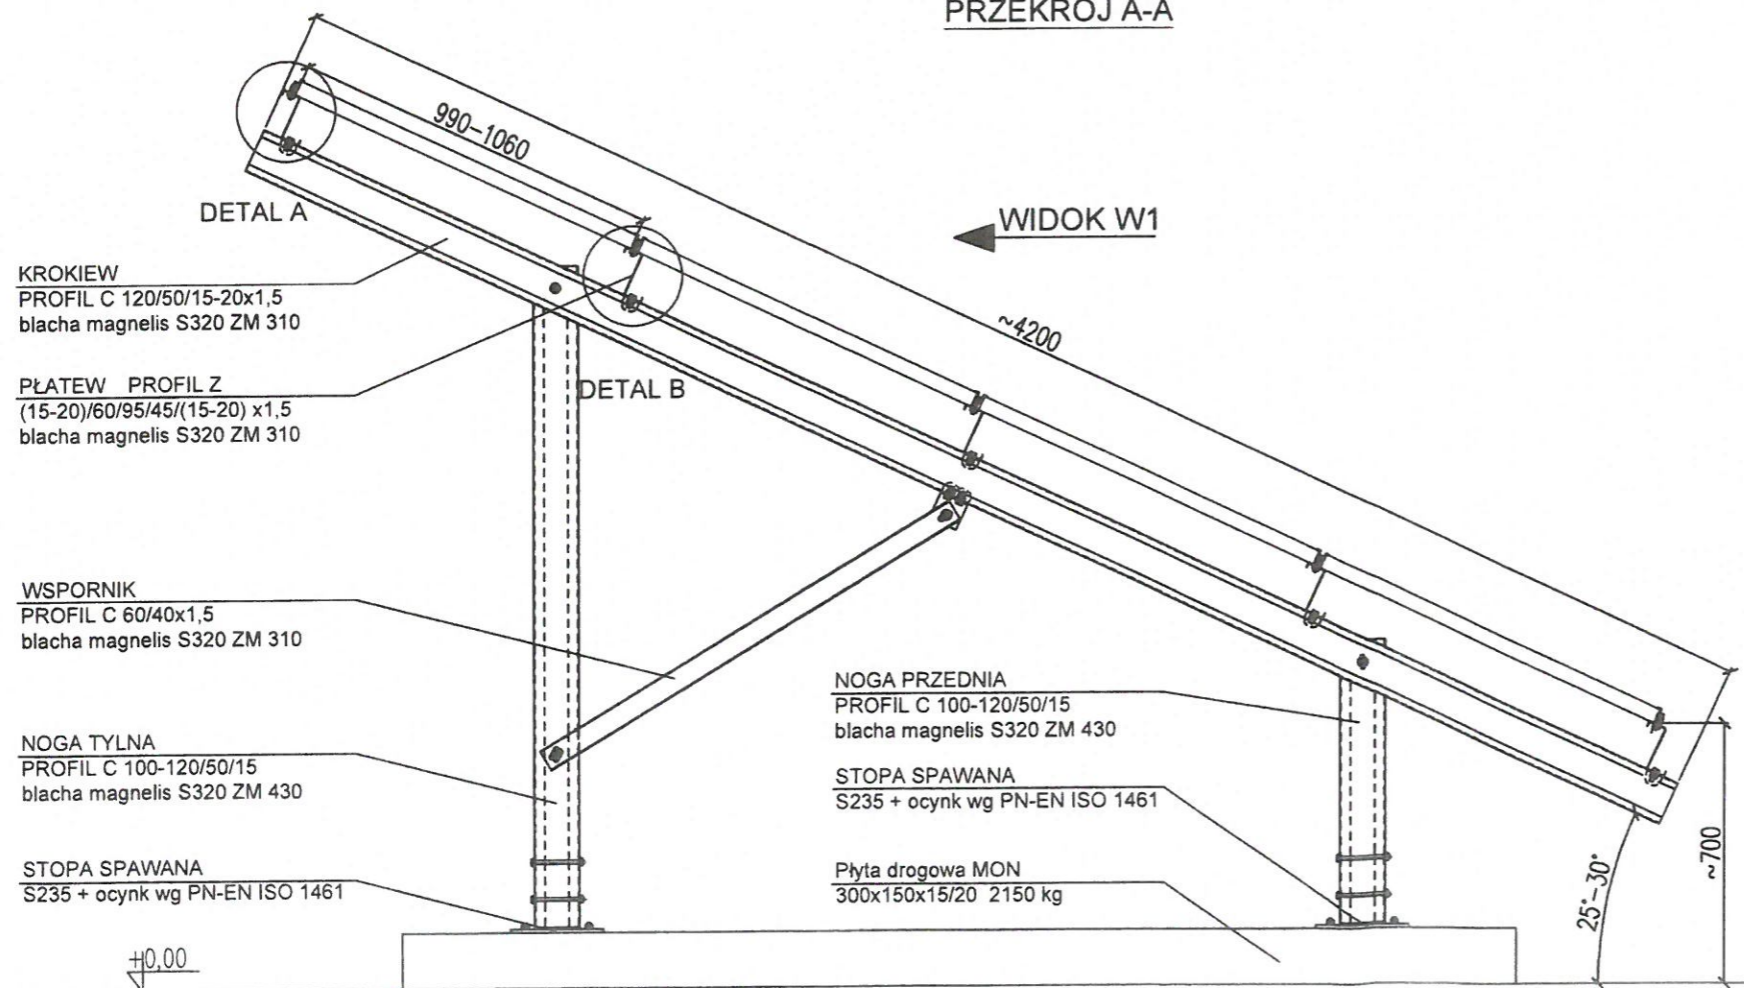 PRZEKRÓJ A-A
990-1060
DETAL A
WIDOK W1
KROKIEW
PROFIL C 120/50/15-20x1,5
blacha magnelis S320 ZM 310
~4200
PŁATEW PROFIL Z
(15-20)/60/95/45/(15-20) x1,5
blacha magnelis S320 ZM 310
DETAL B
WSPORNIK
PROFIL C 60/40x1,5
blacha magnelis S320 ZM 310
NOGA PRZEDNIA
PROFIL C 100-120/50/15
blacha magnelis S320 ZM 430
NOGA TYLNA
PROFIL C 100-120/50/15
blacha magnelis S320 ZM 430
STOPA SPAWANA
S235 + ocynk wg PN-EN ISO 1461
STOPA SPAWANA
S235 + ocynk wg PN-EN ISO 1461
Płyta drogowa MON
300x150x15/20 2150 kg
~700
25°-30°
+0,00